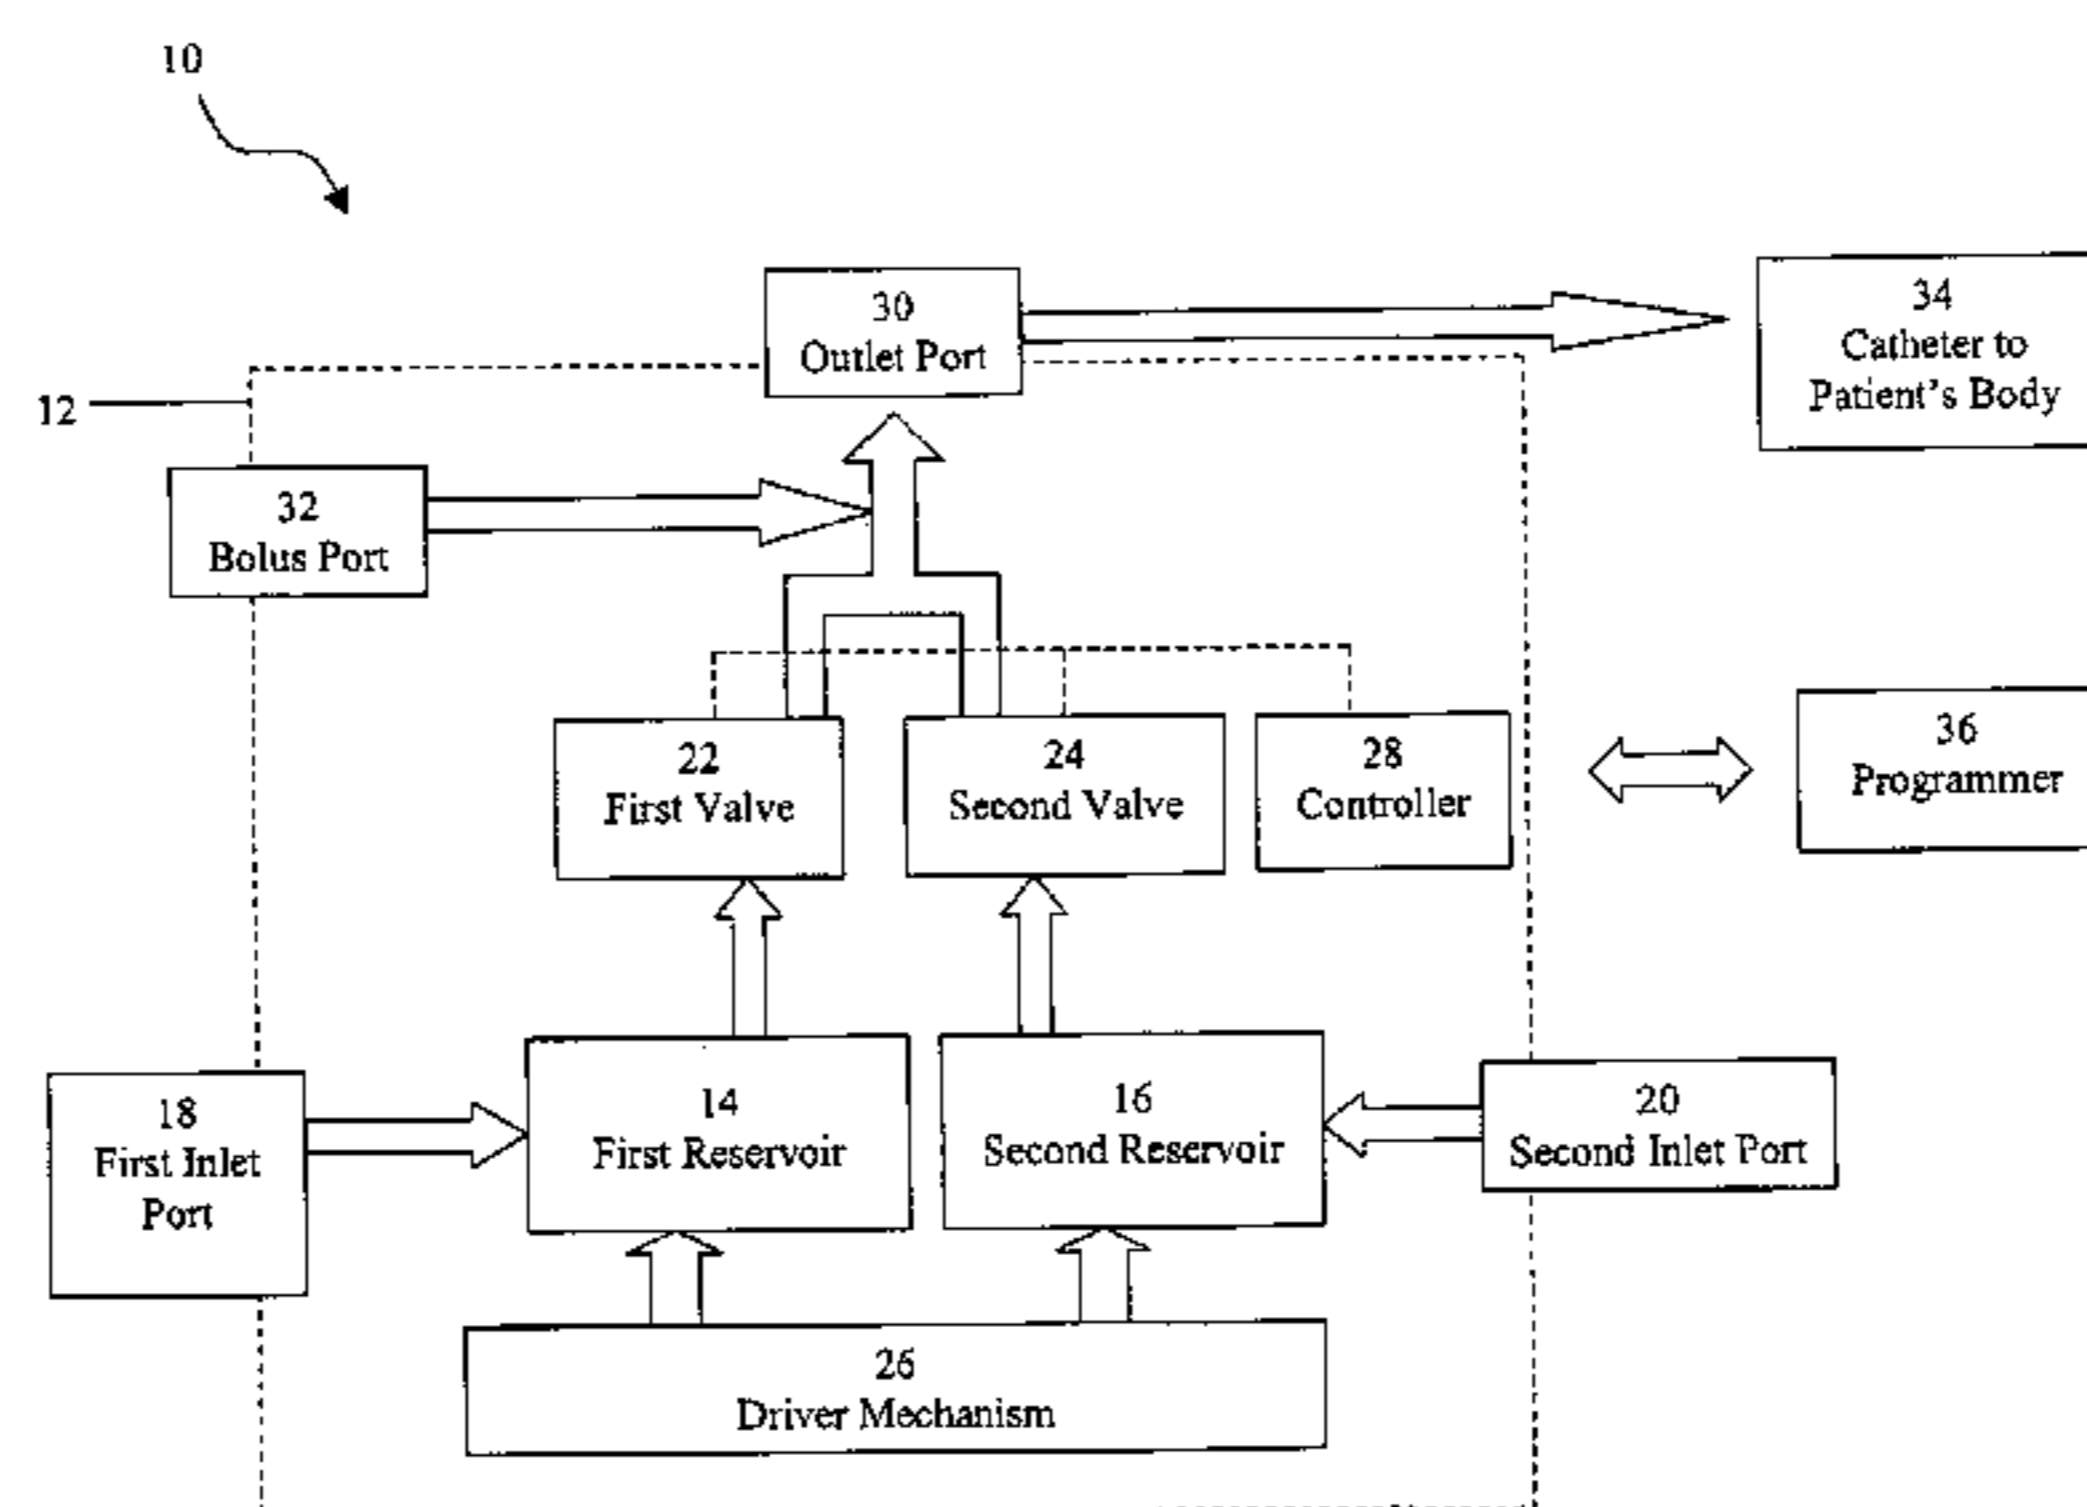 10
30
Outlet Port
34
Catheter to
Patient's Body
12
32
Bolus Port
22
First Valve
24
Second Valve
28
Controller
36
Programmer
18
First Inlet
Port
14
First Reservoir
16
Second Reservoir
20
Second Inlet Port
26
Driver Mechanism